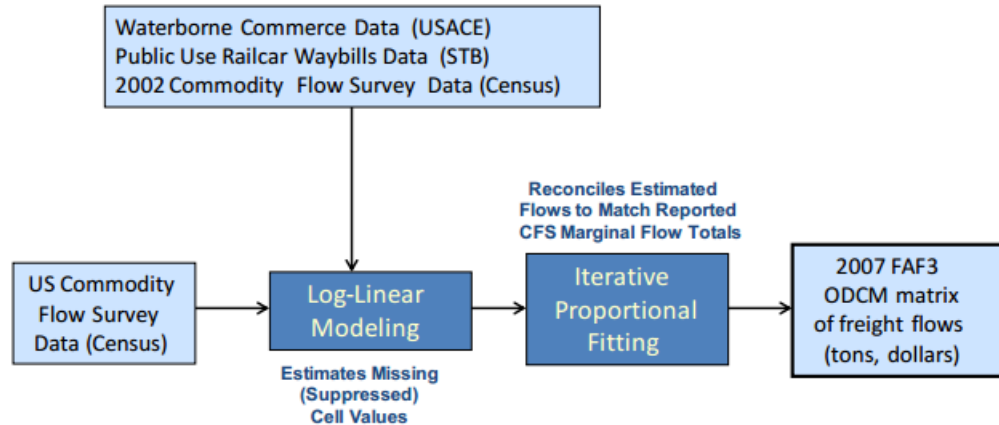 Waterborne Commerce Data (USACE)
Public Use Railcar Waybills Data (STB)
2002 Commodity Flow Survey Data (Census)
Reconciles Estimated
Flows to Match Reported
CFS Marginal Flow Totals
US Commodity
Flow Survey
Data (Census)
Log-Linear
Modeling
Iterative
Proportional
Fitting
2007 FAF3
ODCM matrix
of freight flows
(tons, dollars)
Estimates Missing
(Suppressed)
Cell Values